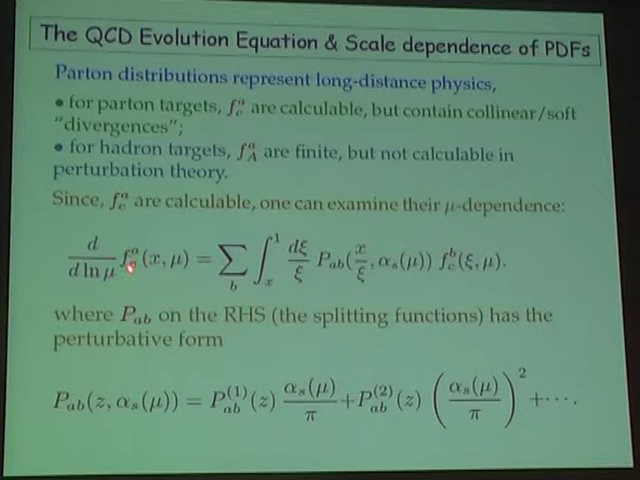 The QCD Evolution Equation & Scale dependence of PDFs
Parton distributions represent long-distance physics,
• for parton targets, f_c^a are calculable, but contain collinear/soft
"divergences";
• for hadron targets, f_A^a are finite, but not calculable in
perturbation theory.
Since, f_c^a are calculable, one can examine their μ-dependence:
d/(d ln μ) f_c^a(x, μ) = ∑_b ∫_x^1 dξ/ξ P_ab(x/ξ, α_s(μ)) f_c^b(ξ, μ).
where P_ab on the RHS (the splitting functions) has the
perturbative form
P_ab(z, α_s(μ)) = P_ab^(1)(z) α_s(μ)/π + P_ab^(2)(z) (α_s(μ)/π)^2 + ⋯.